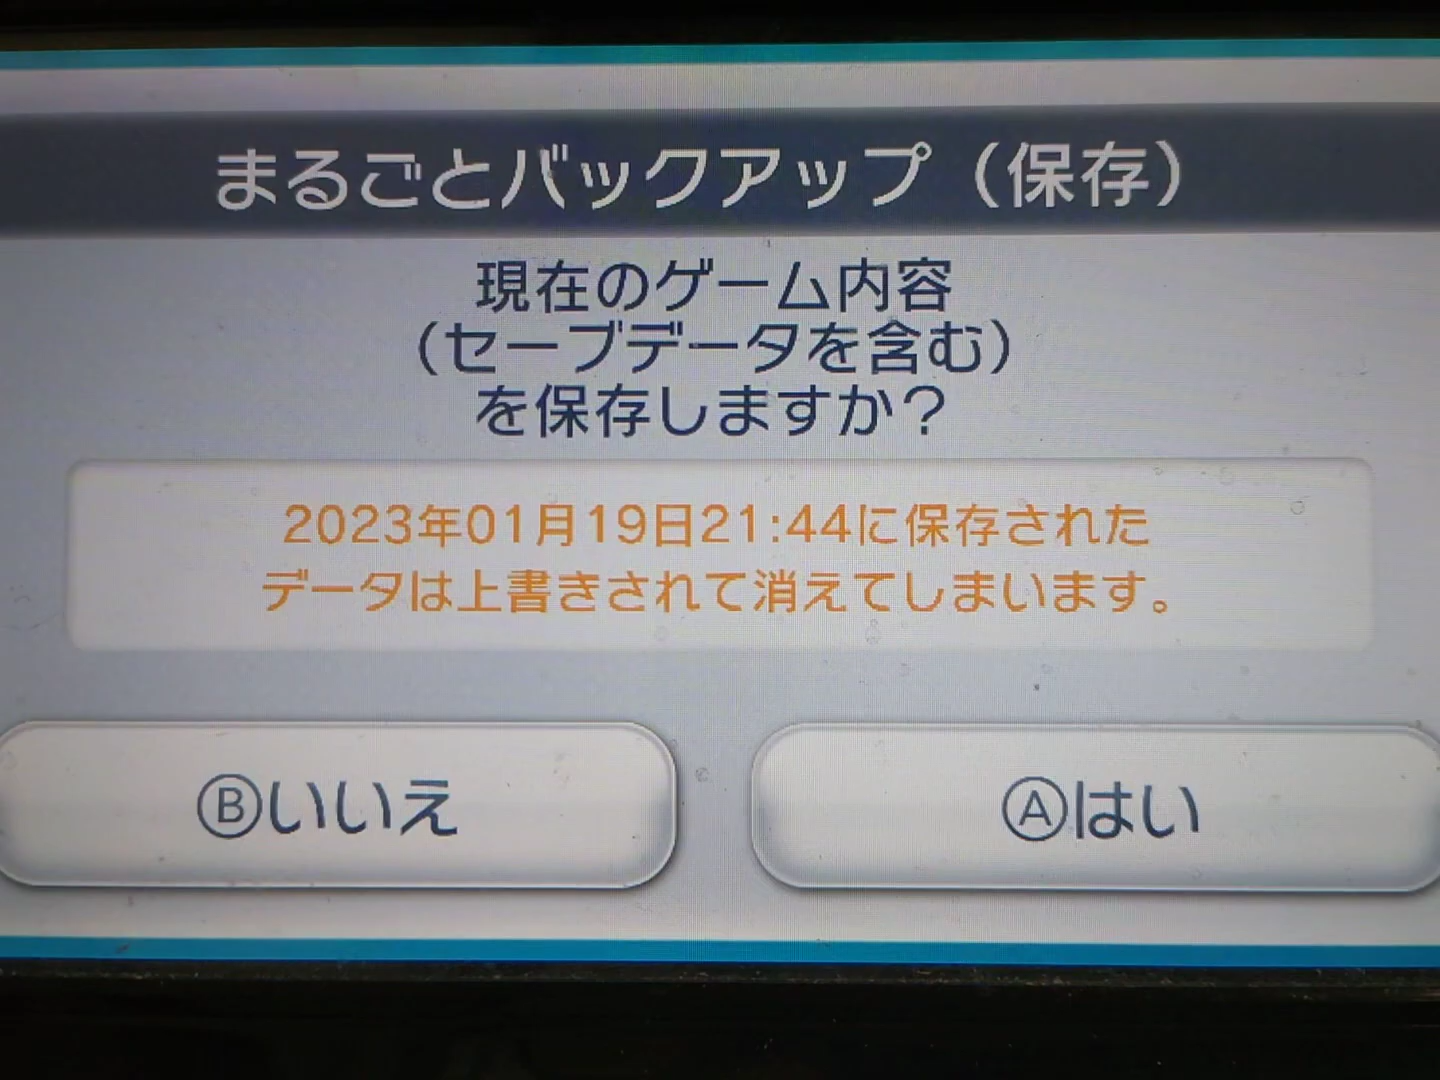 まるごとバックアップ（保存）
現在のゲーム内容
（セーブデータを含む）
を保存しますか？
2023年01月19日21:44に保存された
データは上書きされて消えてしまいます。
Ⓑいいえ
Ⓐはい